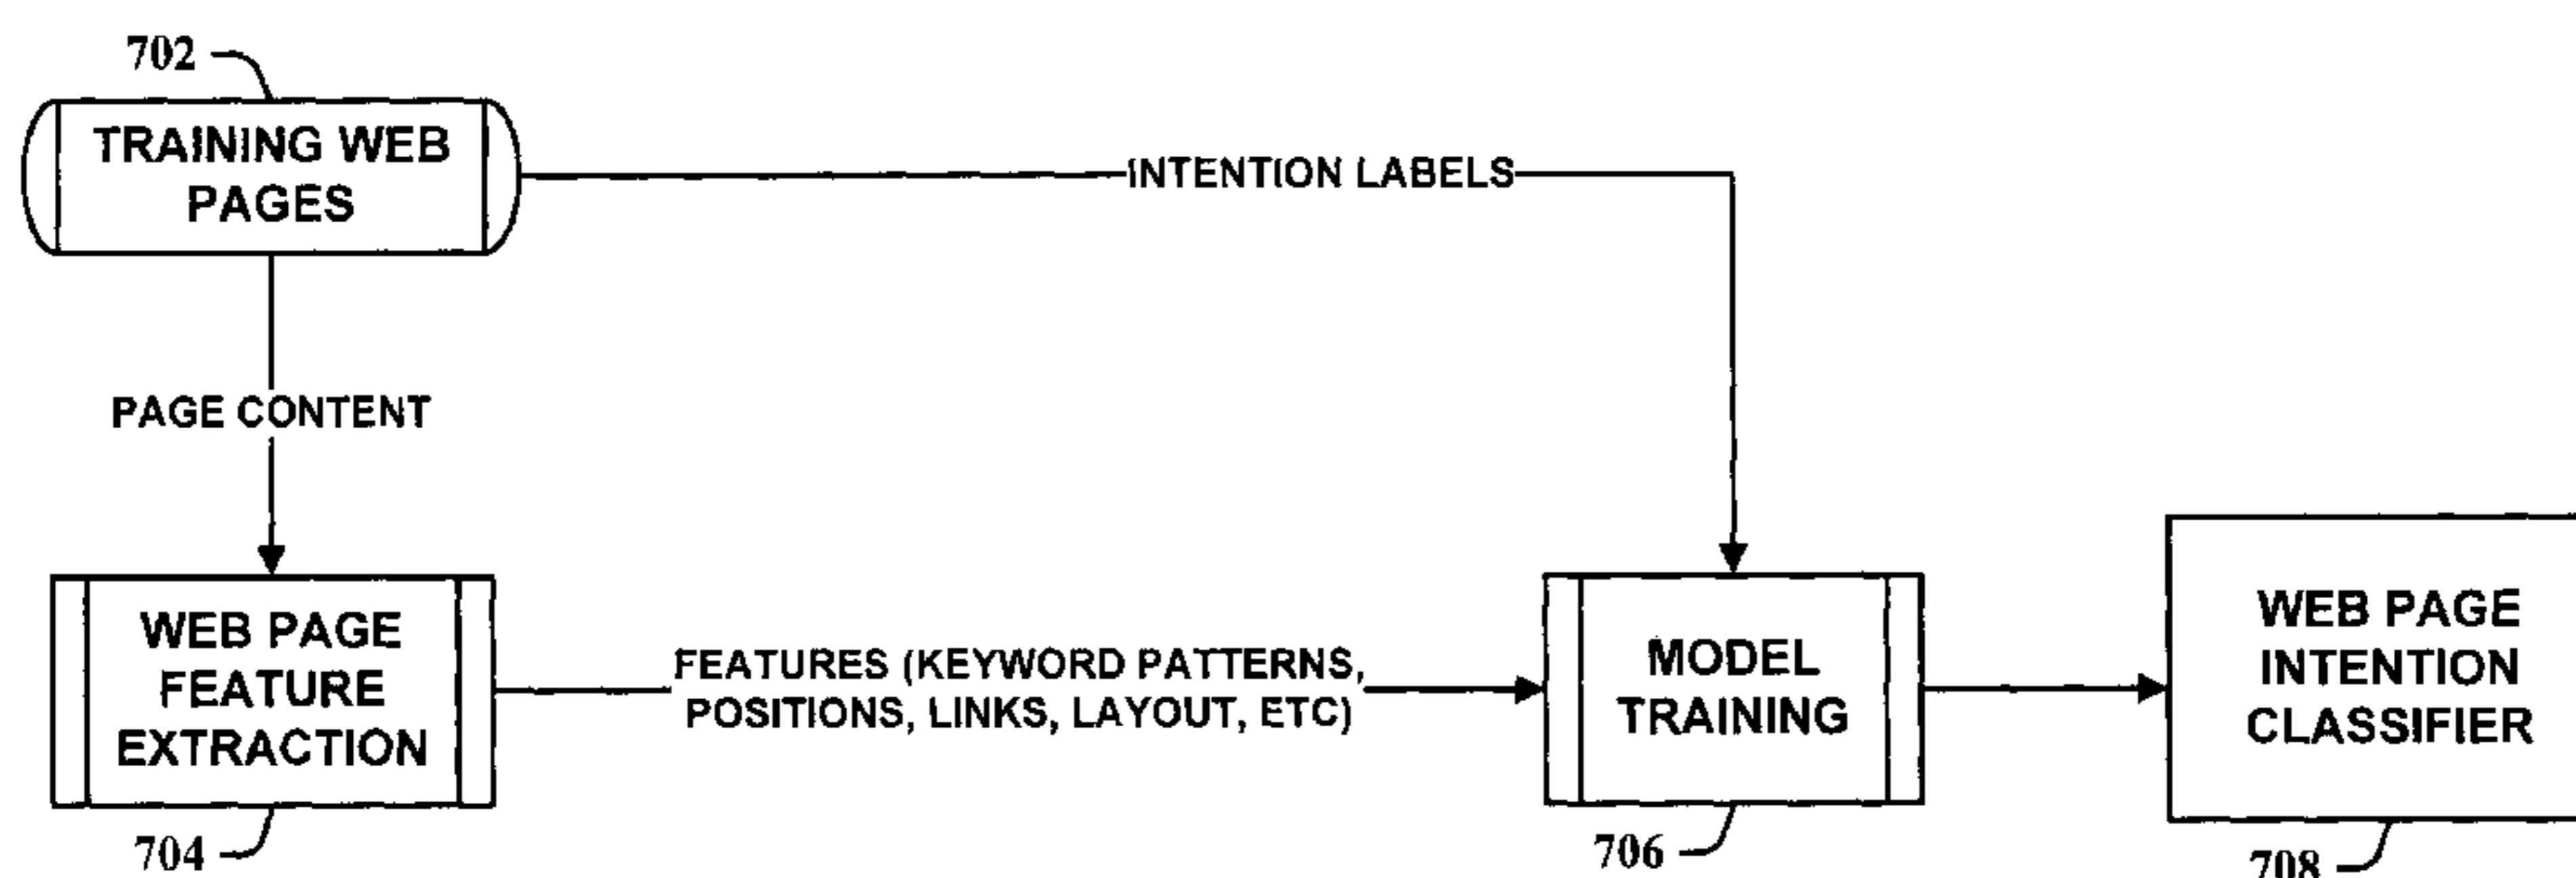 702
TRAINING WEB
PAGES
INTENTION LABELS
PAGE CONTENT
WEB PAGE
FEATURE
EXTRACTION
704
FEATURES (KEYWORD PATTERNS,
POSITIONS, LINKS, LAYOUT, ETC)
MODEL
TRAINING
706
WEB PAGE
INTENTION
CLASSIFIER
708